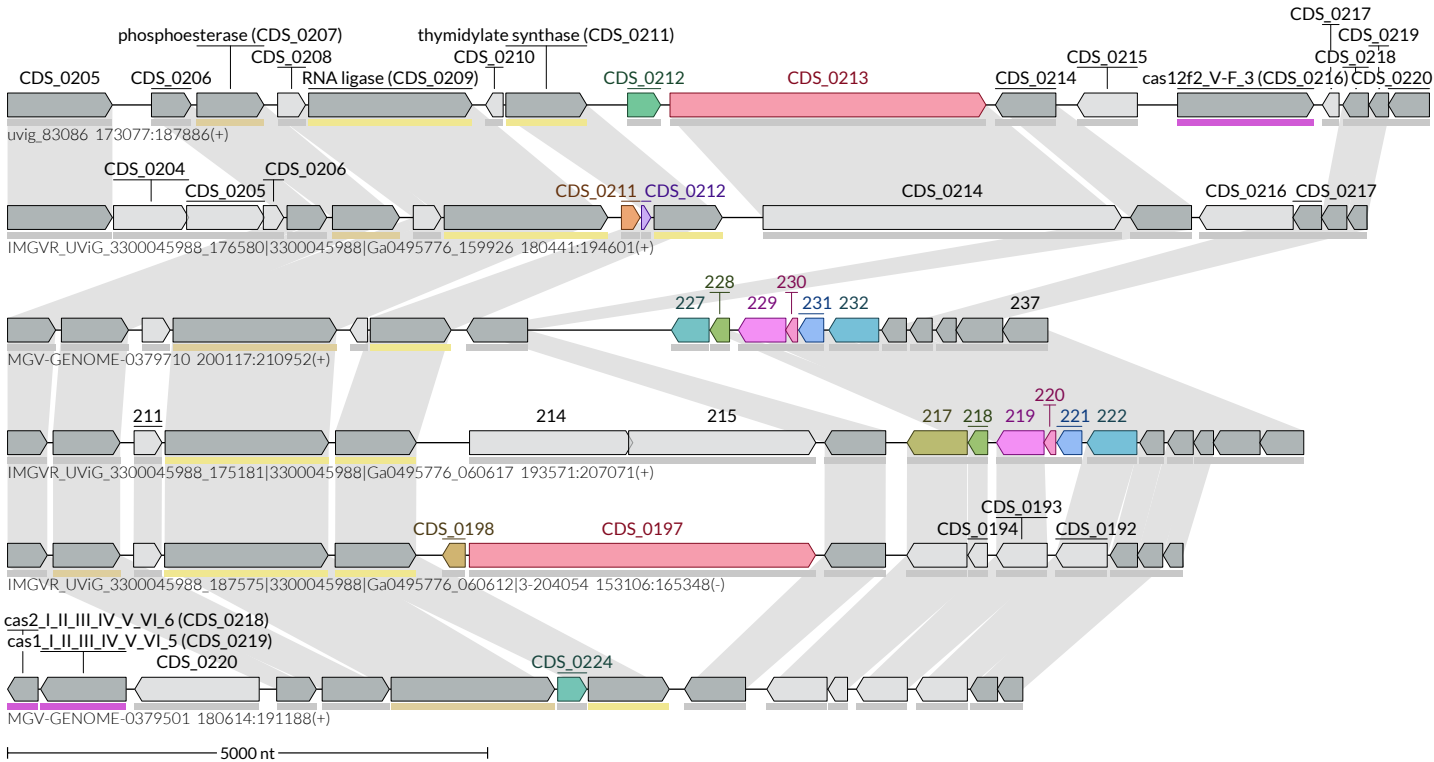 CDS_0217
phosphoesterase (CDS_0207) thymidylate synthase (CDS_0211) CDS_0219
CDS_0208 CDS_0210 CDS_0215 CDS_0218
CDS_0205 CDS_0206 RNA ligase (CDS_0209) CDS_0212 CDS_0213 CDS_0214 cas12f2_V-F_3 (CDS_0216) CDS_0220
uvig_83086 173077:187886(+)
CDS_0204 CDS_0206
CDS_0205 CDS_0211 CDS_0212 CDS_0214 CDS_0216 CDS_0217
IMGVR_UViG_3300045988_176580|3300045988|Ga0495776_159926 180441:194601(+)
228 230
227 229 231 232 237
MGV-GENOME-0379710 200117:210952(+)
220
211 214 215 217 218 219 221 222
IMGVR_UViG_3300045988_175181|3300045988|Ga0495776_060617 193571:207071(+)
CDS_0193
CDS_0198 CDS_0197 CDS_0194 CDS_0192
IMGVR_UViG_3300045988_187575|3300045988|Ga0495776_060612|3-204054 153106:165348(-)
cas2_I_II_III_IV_V_VI_6 (CDS_0218)
cas1_I_II_III_IV_V_VI_5 (CDS_0219)
CDS_0220 CDS_0224
MGV-GENOME-0379501 180614:191188(+)
5000 nt